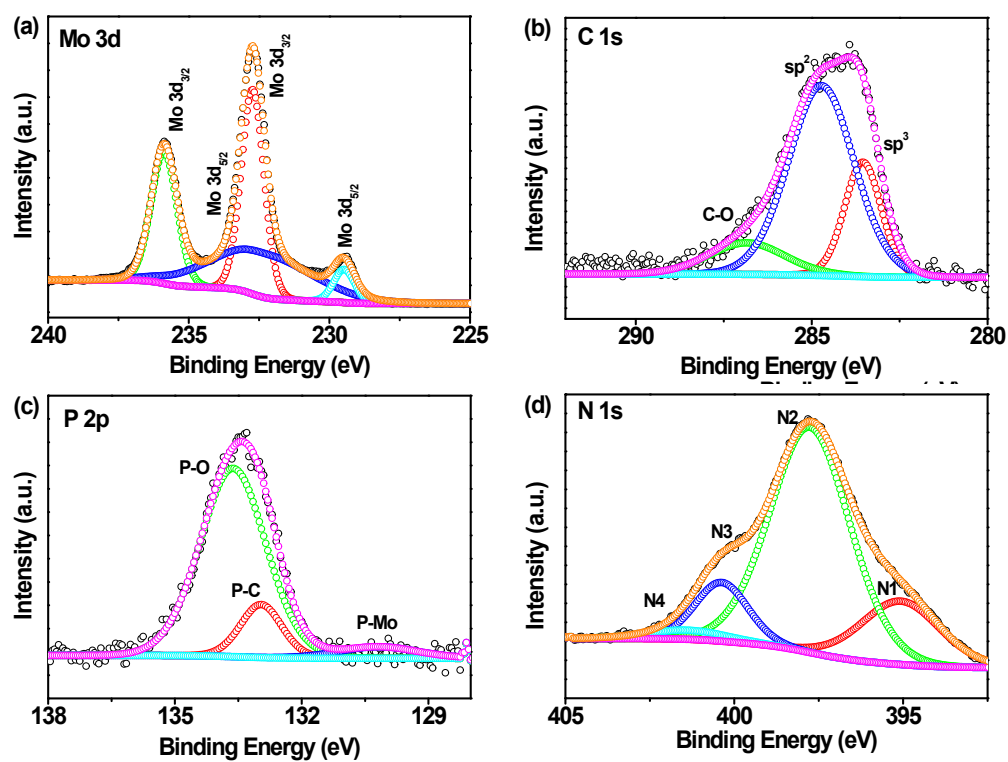 (a) Mo 3d
Mo 3d3/2
Mo 3d5/2
Mo 3d3/2
Mo 3d5/2
Intensity (a.u.)
240 235 230 225
Binding Energy (eV)
(b) C 1s
sp2
sp3
C-O
Intensity (a.u.)
290 285 280
Binding Energy (eV)
(c) P 2p
P-O
P-C
P-Mo
Intensity (a.u.)
138 135 132 129
Binding Energy (eV)
(d) N 1s
N2
N3
N4
N1
Intensity (a.u.)
405 400 395
Binding Energy (eV)